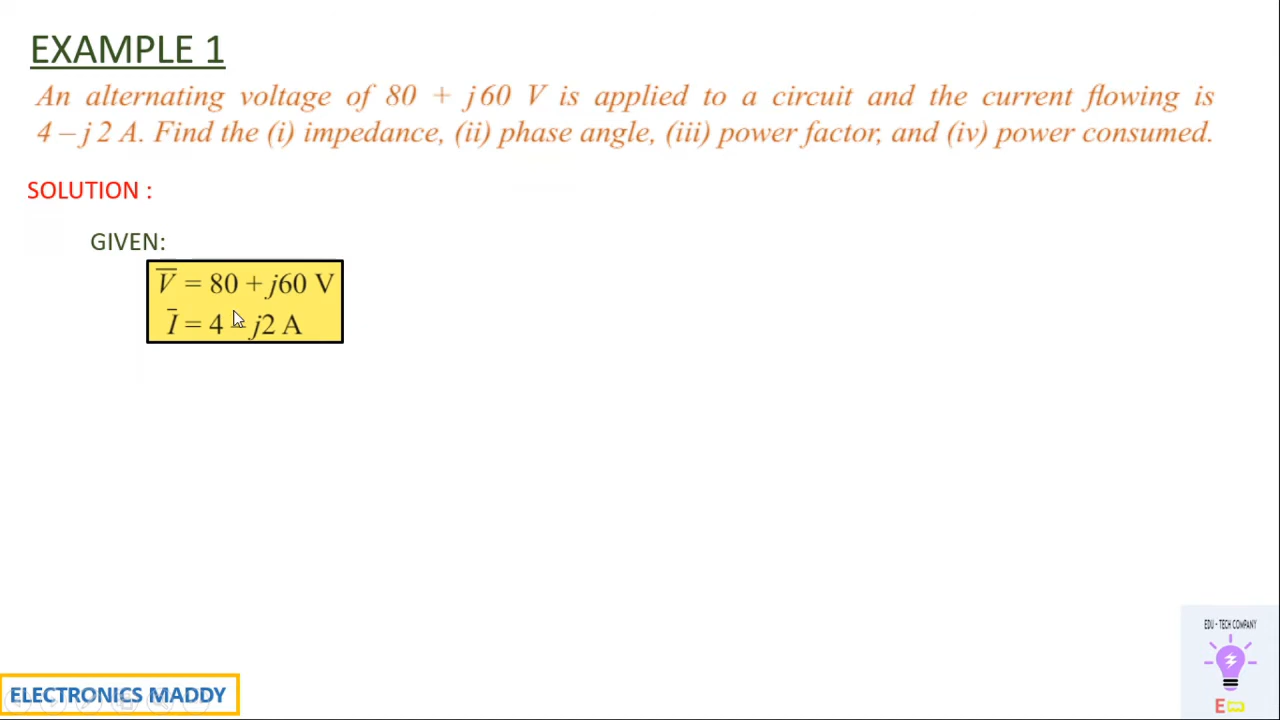 EXAMPLE 1
An alternating voltage of 80 + j60 V is applied to a circuit and the current flowing is
4 – j 2 A. Find the (i) impedance, (ii) phase angle, (iii) power factor, and (iv) power consumed.
SOLUTION :
GIVEN:
V̅ = 80 + j60 V
I̅ = 4 – j2 A
EDU - TECH COMPANY
E
ELECTRONICS MADDY